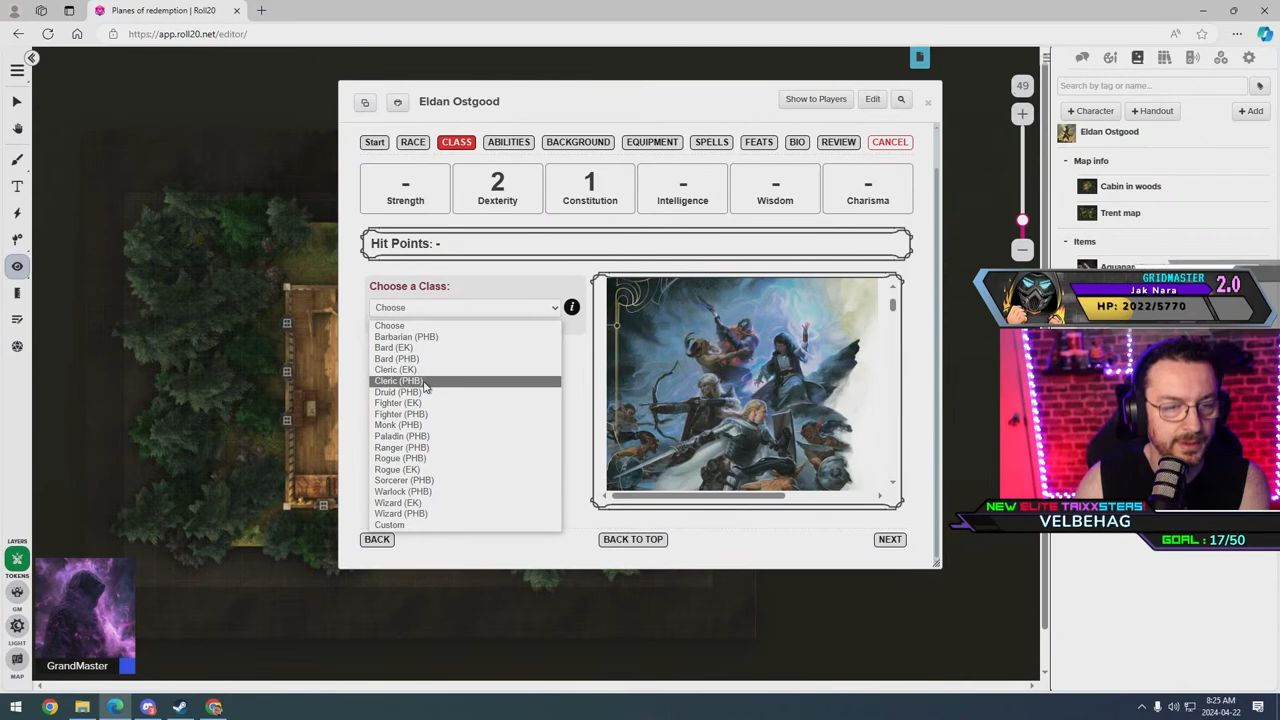 Planes of redemption | Roll20
https://app.roll20.net/editor/
Eldan Ostgood
Show to Players
Edit
Start
RACE
CLASS
ABILITIES
BACKGROUND
EQUIPMENT
SPELLS
FEATS
BIO
REVIEW
CANCEL
-
Strength
2
Dexterity
1
Constitution
-
Intelligence
-
Wisdom
-
Charisma
Hit Points: -
Choose a Class:
Choose
Choose
Barbarian (PHB)
Bard (EK)
Bard (PHB)
Cleric (EK)
Cleric (PHB)
Druid (PHB)
Fighter (EK)
Fighter (PHB)
Monk (PHB)
Paladin (PHB)
Ranger (PHB)
Rogue (PHB)
Rogue (EK)
Sorcerer (PHB)
Warlock (PHB)
Wizard (EK)
Wizard (PHB)
Custom
BACK
BACK TO TOP
NEXT
49
Search by tag or name...
+ Character
+ Handout
+ Add
Eldan Ostgood
- Map info
Cabin in woods
Trent map
- Items
GRIDMASTER
Jak Nara
2.0
HP: 2022/5770
NEW ELITE TRIXXSTERS!
VELBEHAG
GOAL : 17/50
LAYERS
TOKENS
GM
LIGHT
MAP
GrandMaster
8:25 AM
2024-04-22